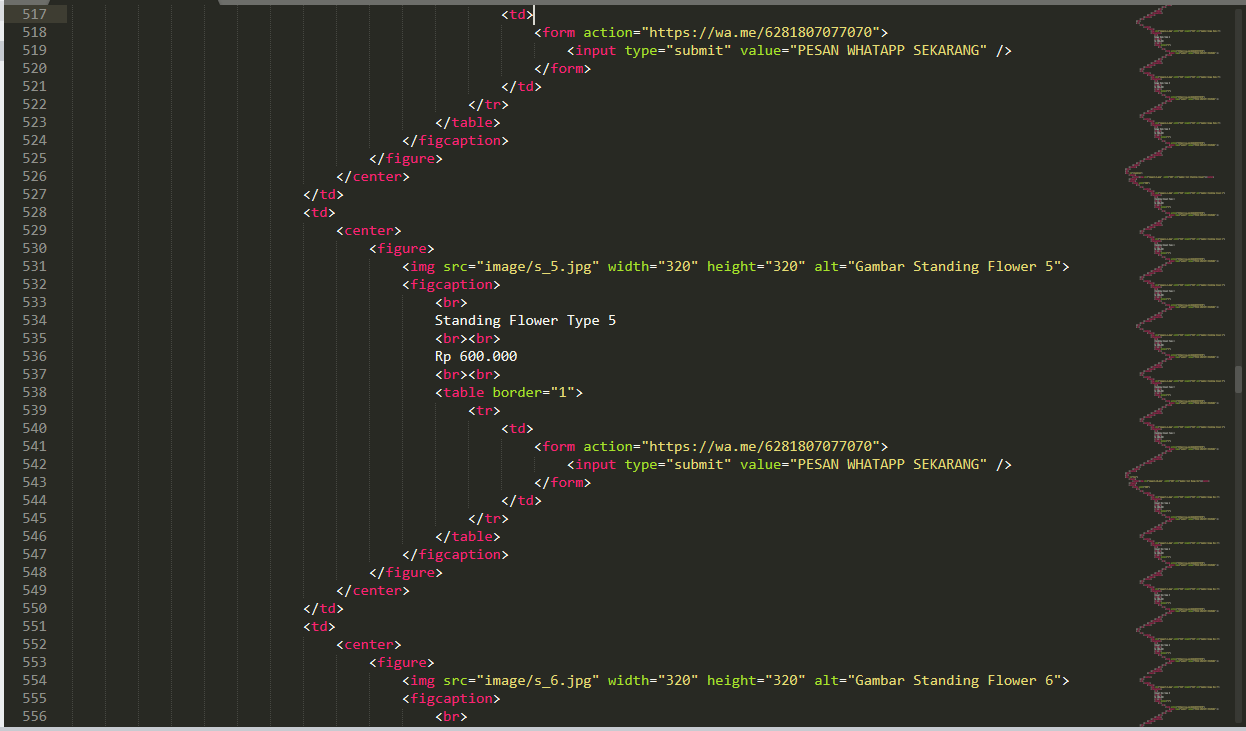 517 <td>
518 <form action="https://wa.me/6281807077070">
519 <input type="submit" value="PESAN WHATAPP SEKARANG" />
520 </form>
521 </td>
522 </tr>
523 </table>
524 </figcaption>
525 </figure>
526 </center>
527 </td>
528 <td>
529 <center>
530 <figure>
531 <img src="image/s_5.jpg" width="320" height="320" alt="Gambar Standing Flower 5">
532 <figcaption>
533 <br>
534 Standing Flower Type 5
535 <br><br>
536 Rp 600.000
537 <br><br>
538 <table border="1">
539 <tr>
540 <td>
541 <form action="https://wa.me/6281807077070">
542 <input type="submit" value="PESAN WHATAPP SEKARANG" />
543 </form>
544 </td>
545 </tr>
546 </table>
547 </figcaption>
548 </figure>
549 </center>
550 </td>
551 <td>
552 <center>
553 <figure>
554 <img src="image/s_6.jpg" width="320" height="320" alt="Gambar Standing Flower 6">
555 <figcaption>
556 <br>